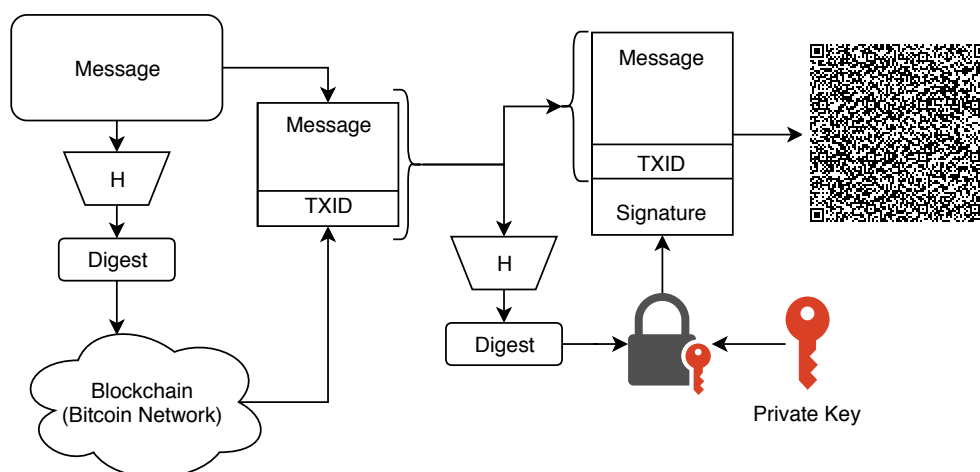 Message
H
Digest
Blockchain
(Bitcoin Network)
Message
TXID
H
Digest
Message
TXID
Signature
Private Key